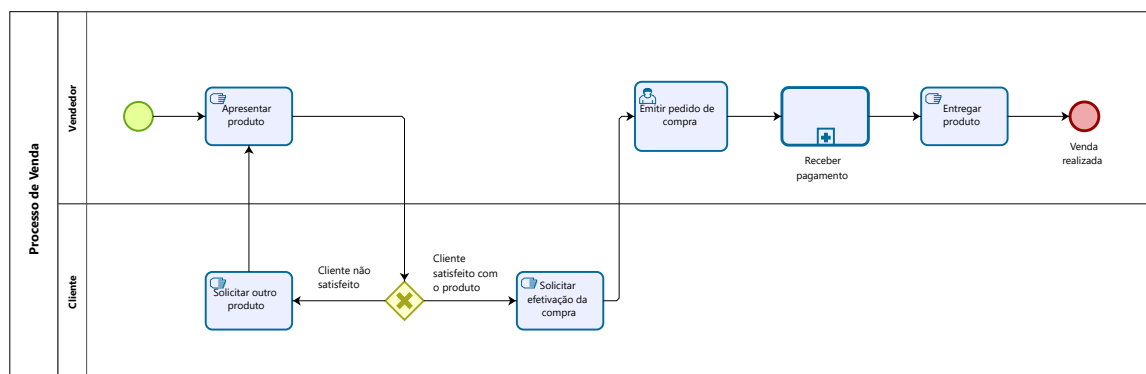 Processo de Venda
Vendedor
Apresentar
produto
Emitir pedido de
compra
Receber
pagamento
Entregar
produto
Venda
realizada
Cliente
Solicitar outro
produto
Cliente não
satisfeito
Cliente
satisfeito com
o produto
Solicitar
efetivação da
compra